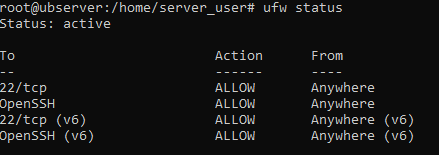 root@ubserver:/home/server_user# ufw status
Status: active
To                         Action      From
--                         ------      ----
22/tcp                     ALLOW       Anywhere
OpenSSH                    ALLOW       Anywhere
22/tcp (v6)                ALLOW       Anywhere (v6)
OpenSSH (v6)               ALLOW       Anywhere (v6)